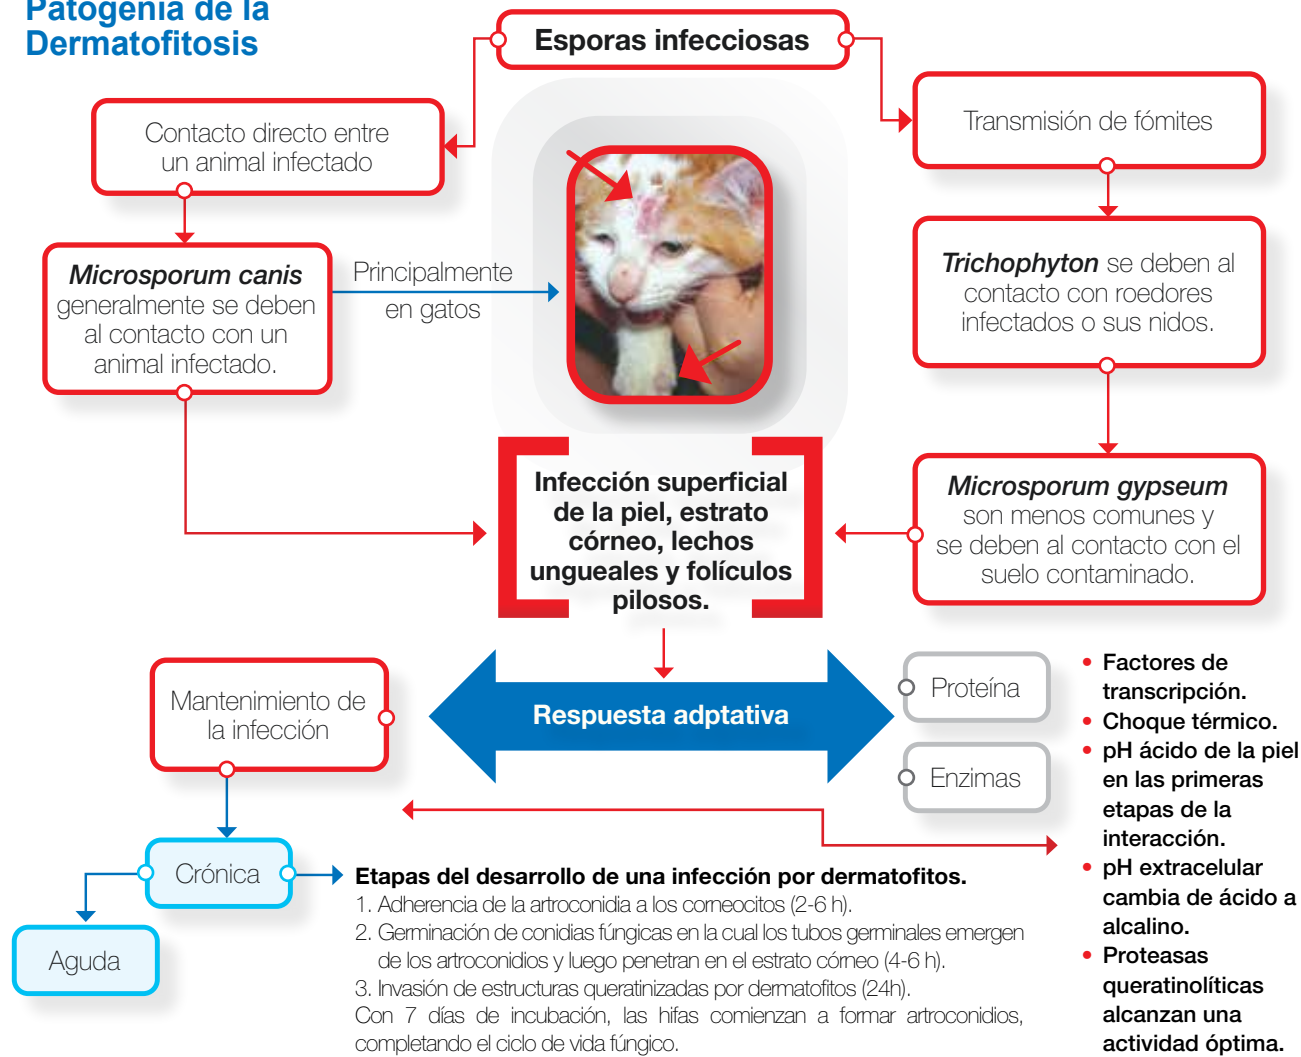 Patogenia de la
Dermatofitosis
Esporas infecciosas
Contacto directo entre
un animal infectado
Transmisión de fómites
Microsporum canis
generalmente se deben
al contacto con un
animal infectado.
Principalmente
en gatos
Trichophyton se deben al
contacto con roedores
infectados o sus nidos.
Infección superficial
de la piel, estrato
córneo, lechos
ungueales y folículos
pilosos.
Microsporum gypseum
son menos comunes y
se deben al contacto con el
suelo contaminado.
Mantenimiento de
la infección
Respuesta adptativa
Proteína
Enzimas
• Factores de
transcripción.
• Choque térmico.
• pH ácido de la piel
en las primeras
etapas de la
interacción.
• pH extracelular
cambia de ácido a
alcalino.
• Proteasas
queratinolíticas
alcanzan una
actividad óptima.
Crónica
Aguda
Etapas del desarrollo de una infección por dermatofitos.
1. Adherencia de la artroconidia a los corneocitos (2-6 h).
2. Germinación de conidias fúngicas en la cual los tubos germinales emergen
de los artroconidios y luego penetran en el estrato córneo (4-6 h).
3. Invasión de estructuras queratinizadas por dermatofitos (24h).
Con 7 días de incubación, las hifas comienzan a formar artroconidios,
completando el ciclo de vida fúngico.